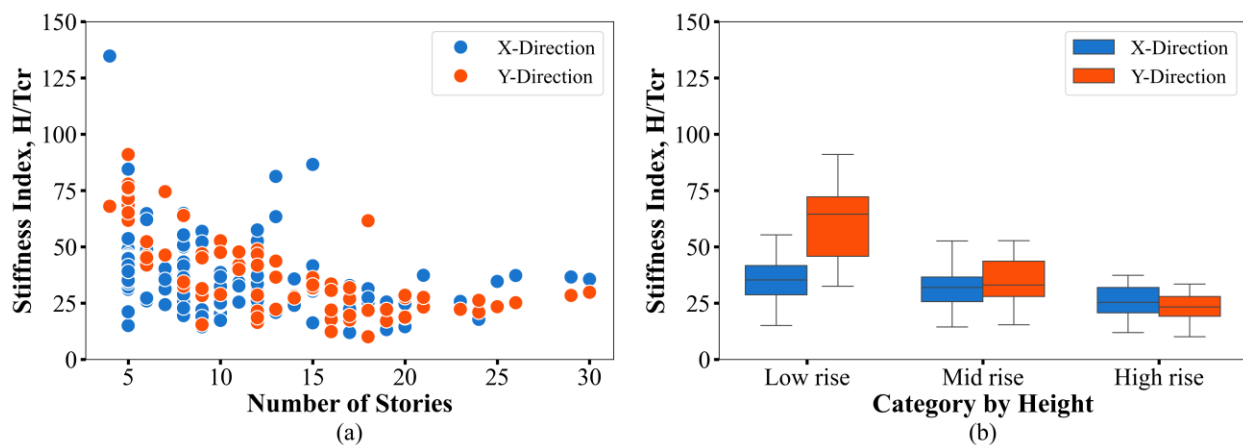 150
125
100
75
50
25
0
Stiffness Index, H/Tcr
X-Direction
Y-Direction
5
10
15
20
25
30
Number of Stories
(a)
150
125
100
75
50
25
0
Stiffness Index, H/Tcr
X-Direction
Y-Direction
Low rise
Mid rise
High rise
Category by Height
(b)